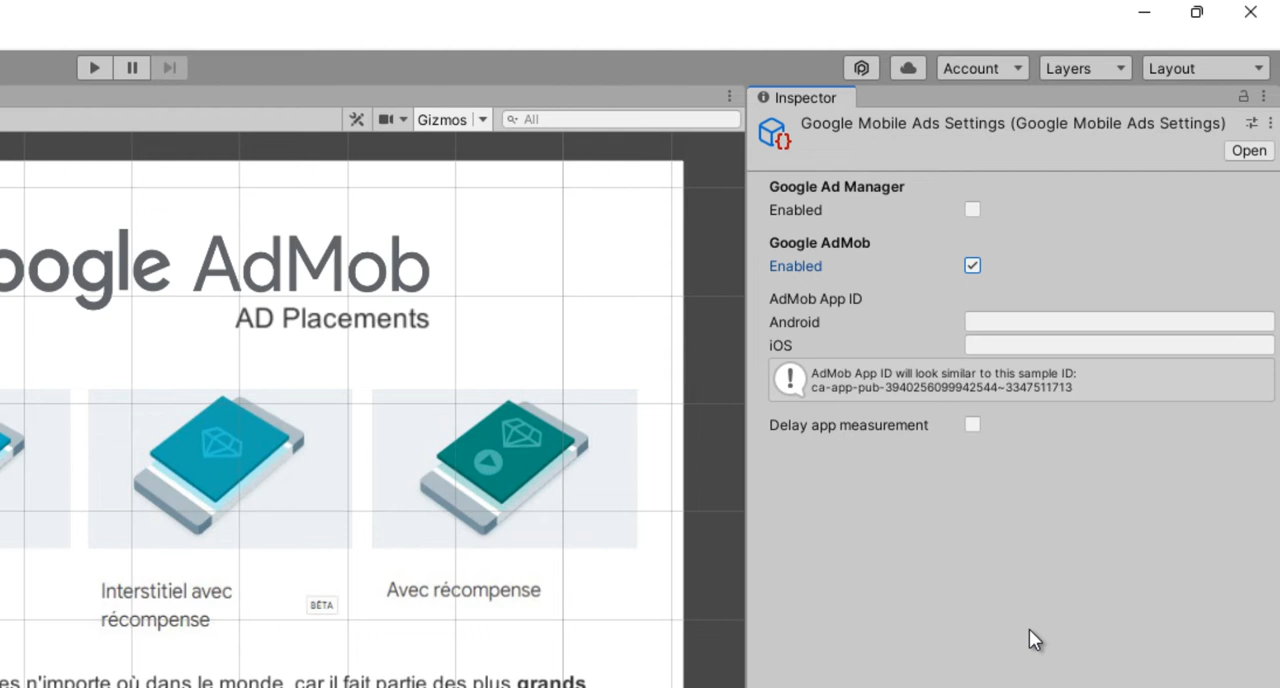 Account
Layers
Layout
Inspector
Gizmos
All
Google Mobile Ads Settings (Google Mobile Ads Settings)
Open
Google Ad Manager
Enabled
Google AdMob
Enabled
AdMob App ID
Android
iOS
AdMob App ID will look similar to this sample ID:
ca-app-pub-3940256099942544~3347511713
Delay app measurement
oogle AdMob
AD Placements
Interstitiel avec
récompense
BÊTA
Avec récompense
es n'importe où dans le monde, car il fait partie des plus grands